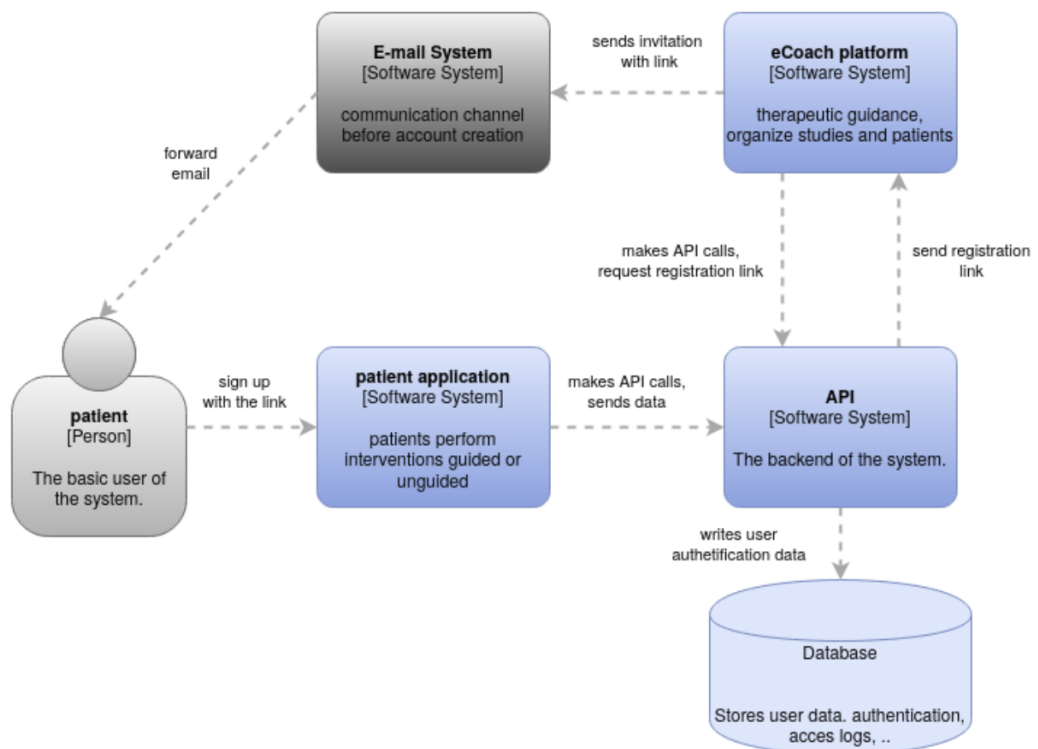 E-mail System
[Software System]
communication channel
before account creation
sends invitation
with link
eCoach platform
[Software System]
therapeutic guidance,
organize studies and patients
forward
email
makes API calls,
request registration link
send registration
link
patient
[Person]
The basic user of
the system.
sign up
with the link
patient application
[Software System]
patients perform
interventions guided or
unguided
makes API calls,
sends data
API
[Software System]
The backend of the system.
writes user
authetification data
Database
Stores user data. authentication,
acces logs, ..